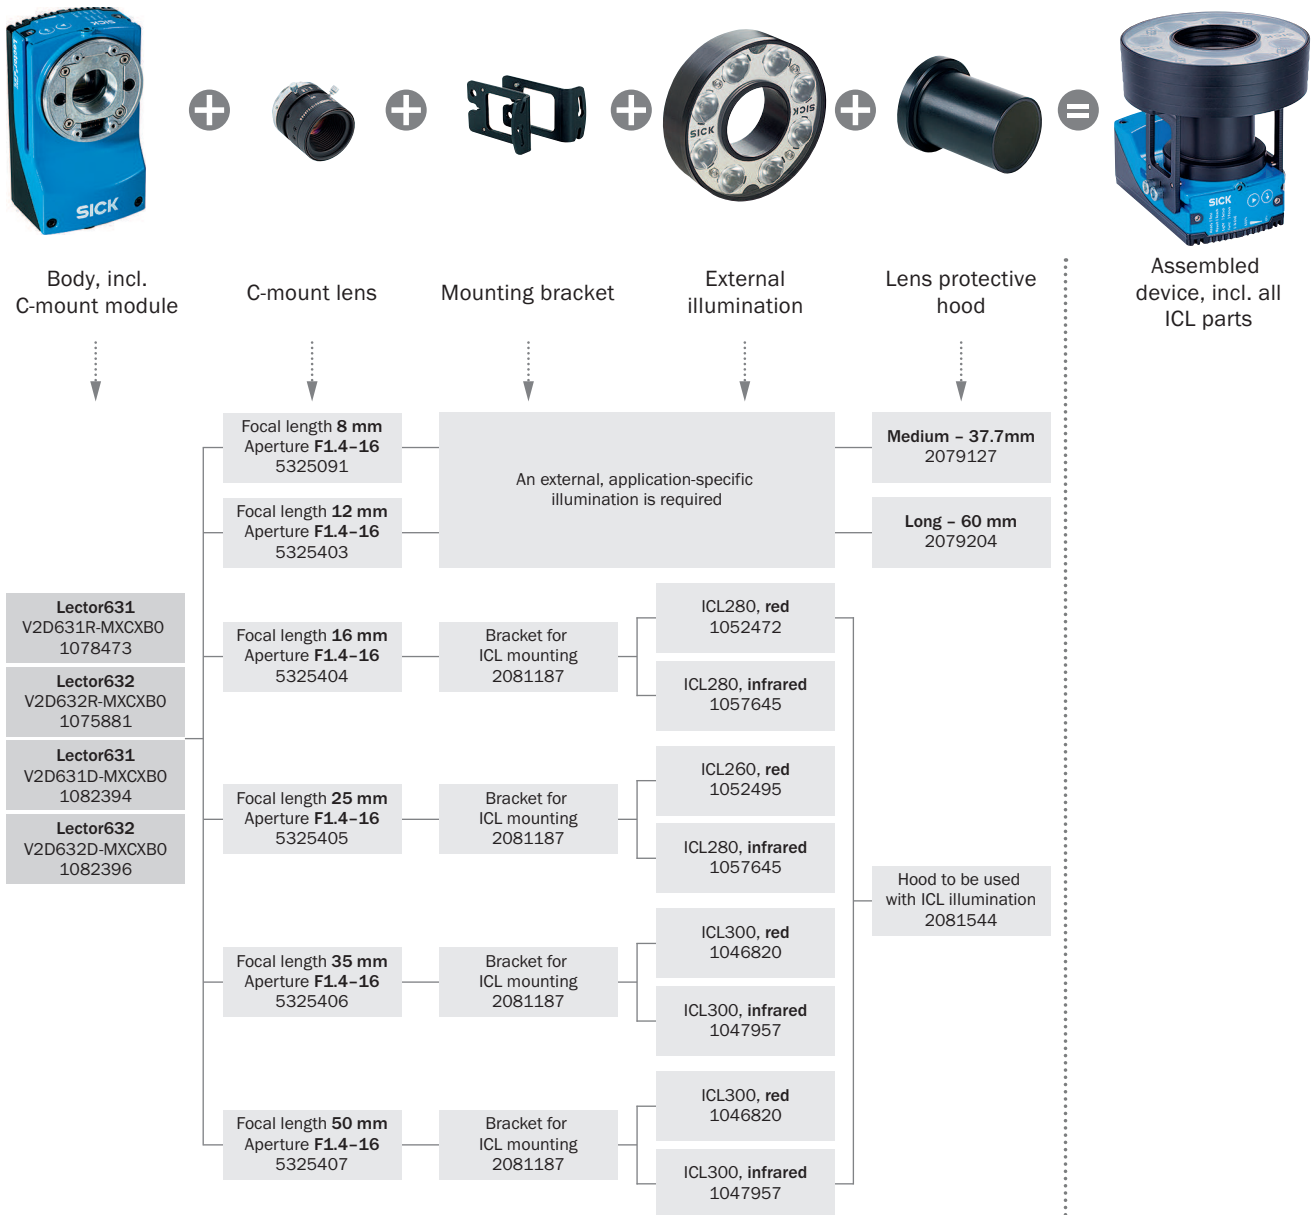 SICK
SICK
SICK
SICK
Body, incl.
C-mount module
C-mount lens
Mounting bracket
External
illumination
Lens protective
hood
Assembled
device, incl. all
ICL parts
Focal length 8 mm
Aperture F1.4–16
5325091
An external, application-specific
illumination is required
Medium – 37.7mm
2079127
Focal length 12 mm
Aperture F1.4–16
5325403
Long – 60 mm
2079204
Lector631
V2D631R-MXCXB0
1078473
Lector632
V2D632R-MXCXB0
1075881
Lector631
V2D631D-MXCXB0
1082394
Lector632
V2D632D-MXCXB0
1082396
Focal length 16 mm
Aperture F1.4–16
5325404
Bracket for
ICL mounting
2081187
ICL280, red
1052472
ICL280, infrared
1057645
Focal length 25 mm
Aperture F1.4–16
5325405
Bracket for
ICL mounting
2081187
ICL260, red
1052495
ICL280, infrared
1057645
Hood to be used
with ICL illumination
2081544
Focal length 35 mm
Aperture F1.4–16
5325406
Bracket for
ICL mounting
2081187
ICL300, red
1046820
ICL300, infrared
1047957
Focal length 50 mm
Aperture F1.4–16
5325407
Bracket for
ICL mounting
2081187
ICL300, red
1046820
ICL300, infrared
1047957